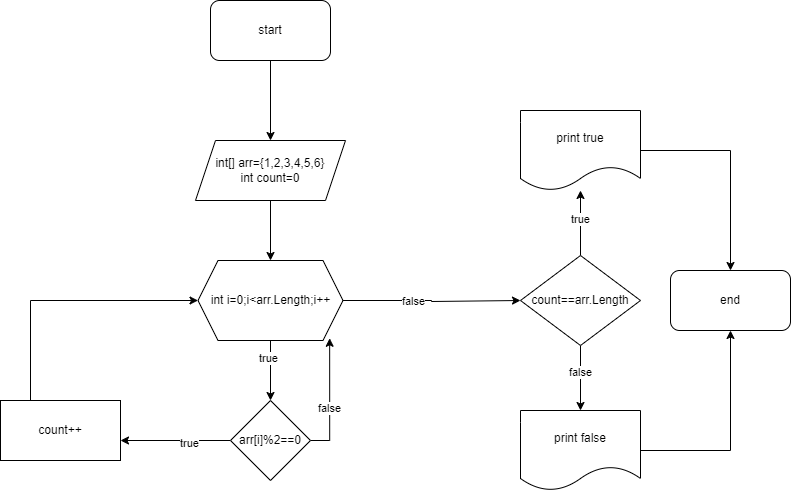 start
int[] arr={1,2,3,4,5,6}
int count=0
int i=0;i<arr.Length;i++
true
false
arr[i]%2==0
true
false
count++
count==arr.Length
true
print true
false
print false
end